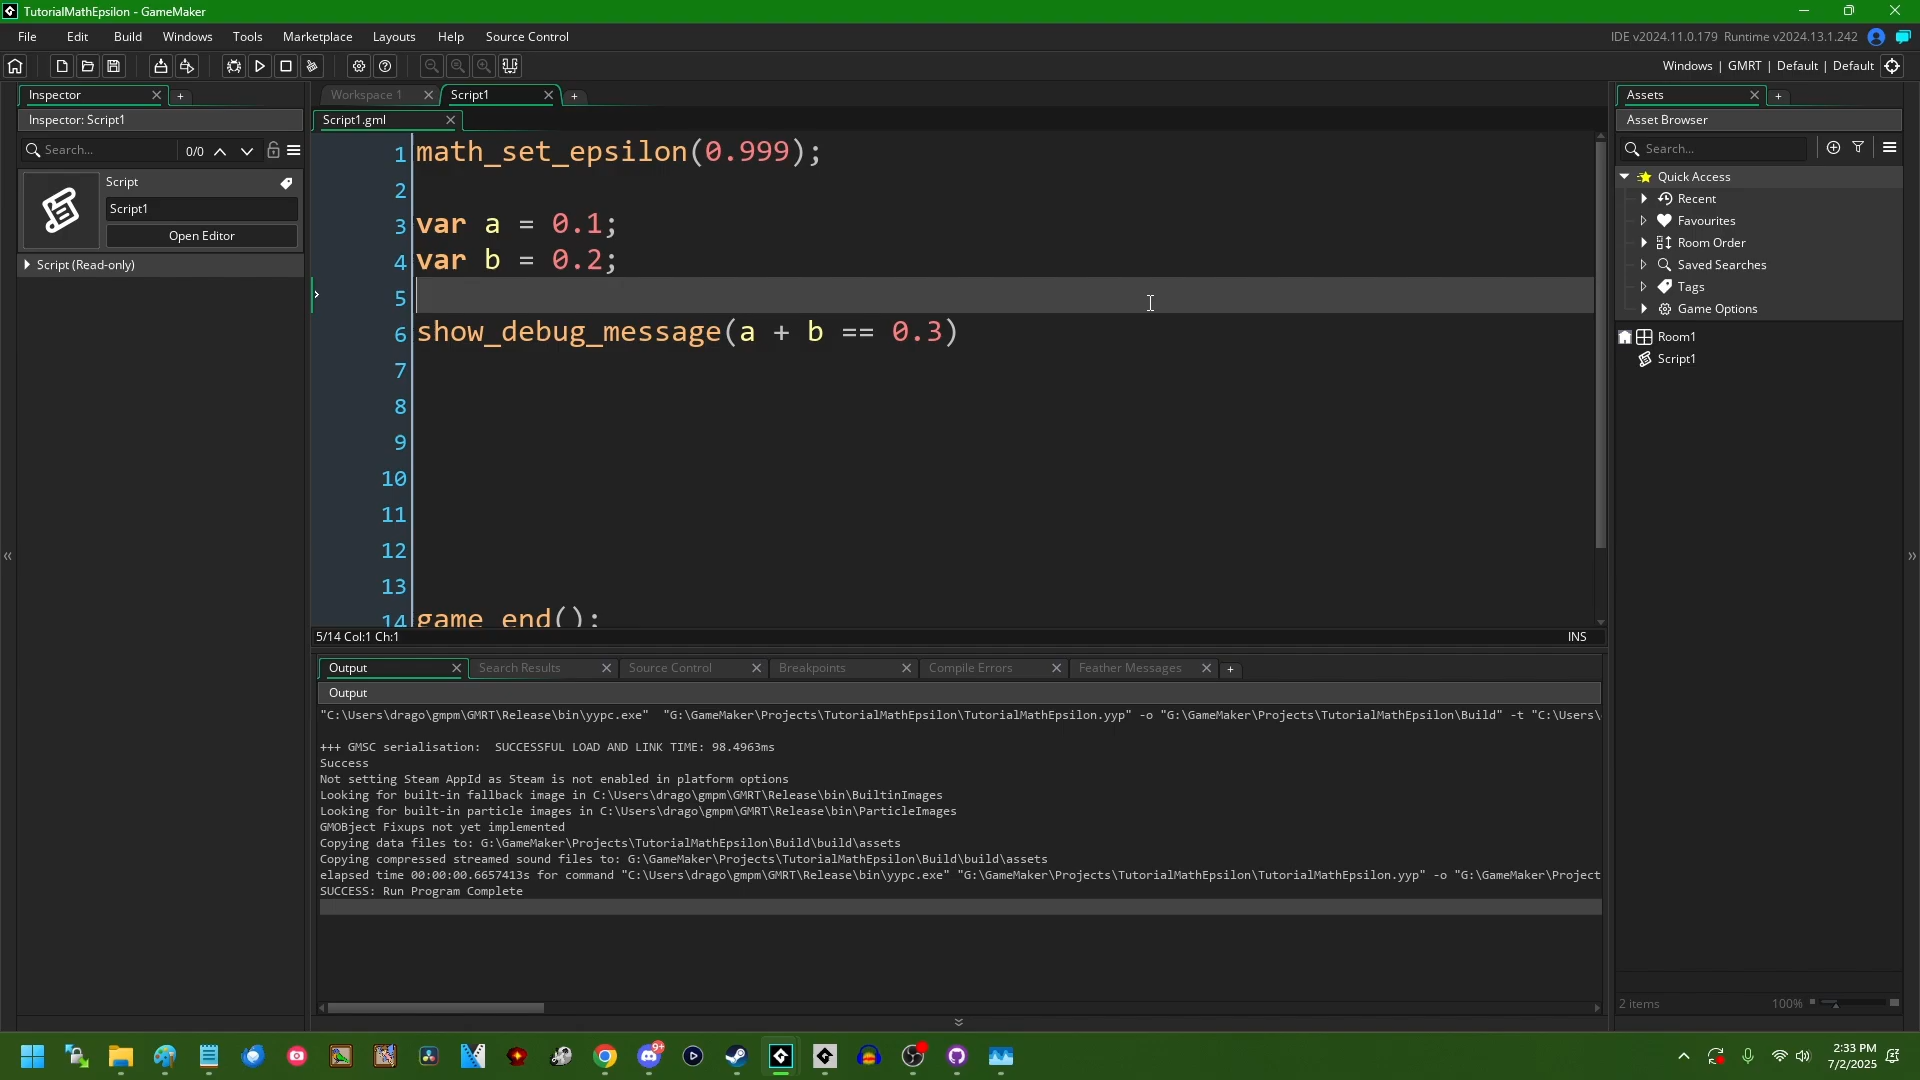 TutorialMathEpsilon - GameMaker
File Edit Build Windows Tools Marketplace Layouts Help Source Control
IDE v2024.11.0.179 Runtime v2024.13.1.242
Windows | GMRT | Default | Default
Inspector
Inspector: Script1
Search...
0/0
Script
Script1
Open Editor
Script (Read-only)
Workspace 1
Script1
Script1.gml
1 math_set_epsilon(0.999);
2
3 var a = 0.1;
4 var b = 0.2;
5
6 show_debug_message(a + b == 0.3)
7
8
9
10
11
12
13
14 game_end();
5/14 Col:1 Ch:1
INS
Output Search Results Source Control Breakpoints Compile Errors Feather Messages
Output
"C:\Users\drago\gmpm\GMRT\Release\bin\yypc.exe"  "G:\GameMaker\Projects\TutorialMathEpsilon\TutorialMathEpsilon.yyp" -o "G:\GameMaker\Projects\TutorialMathEpsilon\Build" -t "C:\Users\
+++ GMSC serialisation:  SUCCESSFUL LOAD AND LINK TIME: 98.4963ms
Success
Not setting Steam AppId as Steam is not enabled in platform options
Looking for built-in fallback image in C:\Users\drago\gmpm\GMRT\Release\bin\BuiltinImages
Looking for built-in particle images in C:\Users\drago\gmpm\GMRT\Release\bin\ParticleImages
GMOBject Fixups not yet implemented
Copying data files to: G:\GameMaker\Projects\TutorialMathEpsilon\Build\build\assets
Copying compressed streamed sound files to: G:\GameMaker\Projects\TutorialMathEpsilon\Build\build\assets
elapsed time 00:00:00.6657413s for command "C:\Users\drago\gmpm\GMRT\Release\bin\yypc.exe" "G:\GameMaker\Projects\TutorialMathEpsilon\TutorialMathEpsilon.yyp" -o "G:\GameMaker\Project
SUCCESS: Run Program Complete
Assets
Asset Browser
Search...
Quick Access
Recent
Favourites
Room Order
Saved Searches
Tags
Game Options
Room1
Script1
2 items
100%
9+
2:33 PM
7/2/2025